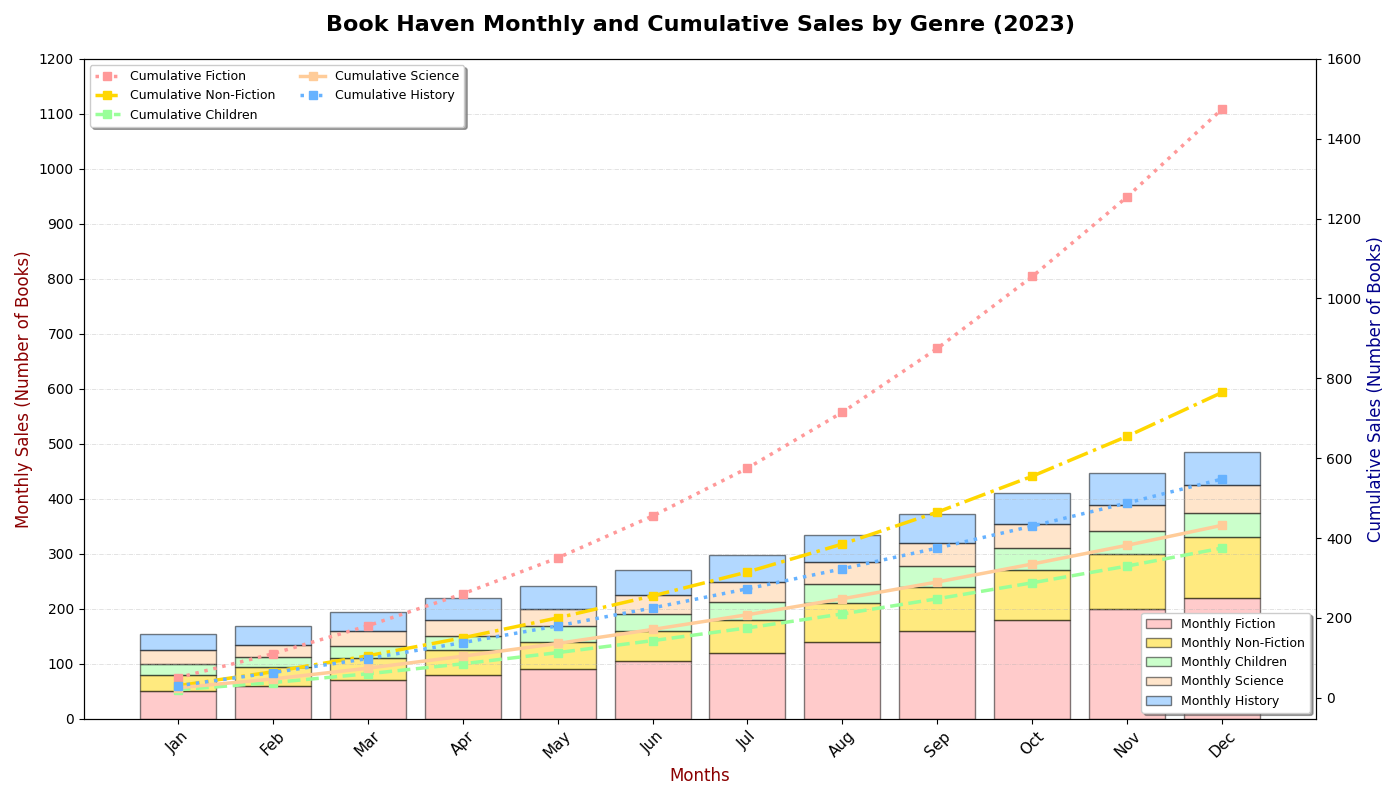 Book Haven Monthly and Cumulative Sales by Genre (2023)
Cumulative Fiction
Cumulative Non-Fiction
Cumulative Children
Cumulative Science
Cumulative History
Monthly Sales (Number of Books)
1200
1100
1000
900
800
700
600
500
400
300
200
100
0
1600
1400
1200
1000
800
600
400
200
0
Cumulative Sales (Number of Books)
Monthly Fiction
Monthly Non-Fiction
Monthly Children
Monthly Science
Monthly History
Jan
Feb
Mar
Apr
May
Jun
Jul
Aug
Sep
Oct
Nov
Dec
Months